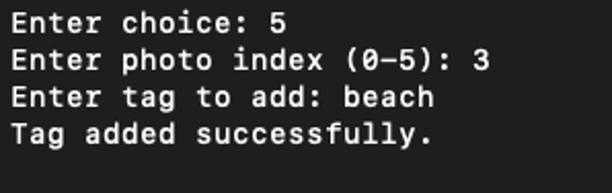 Enter choice: 5
Enter photo index (0–5): 3
Enter tag to add: beach
Tag added successfully.